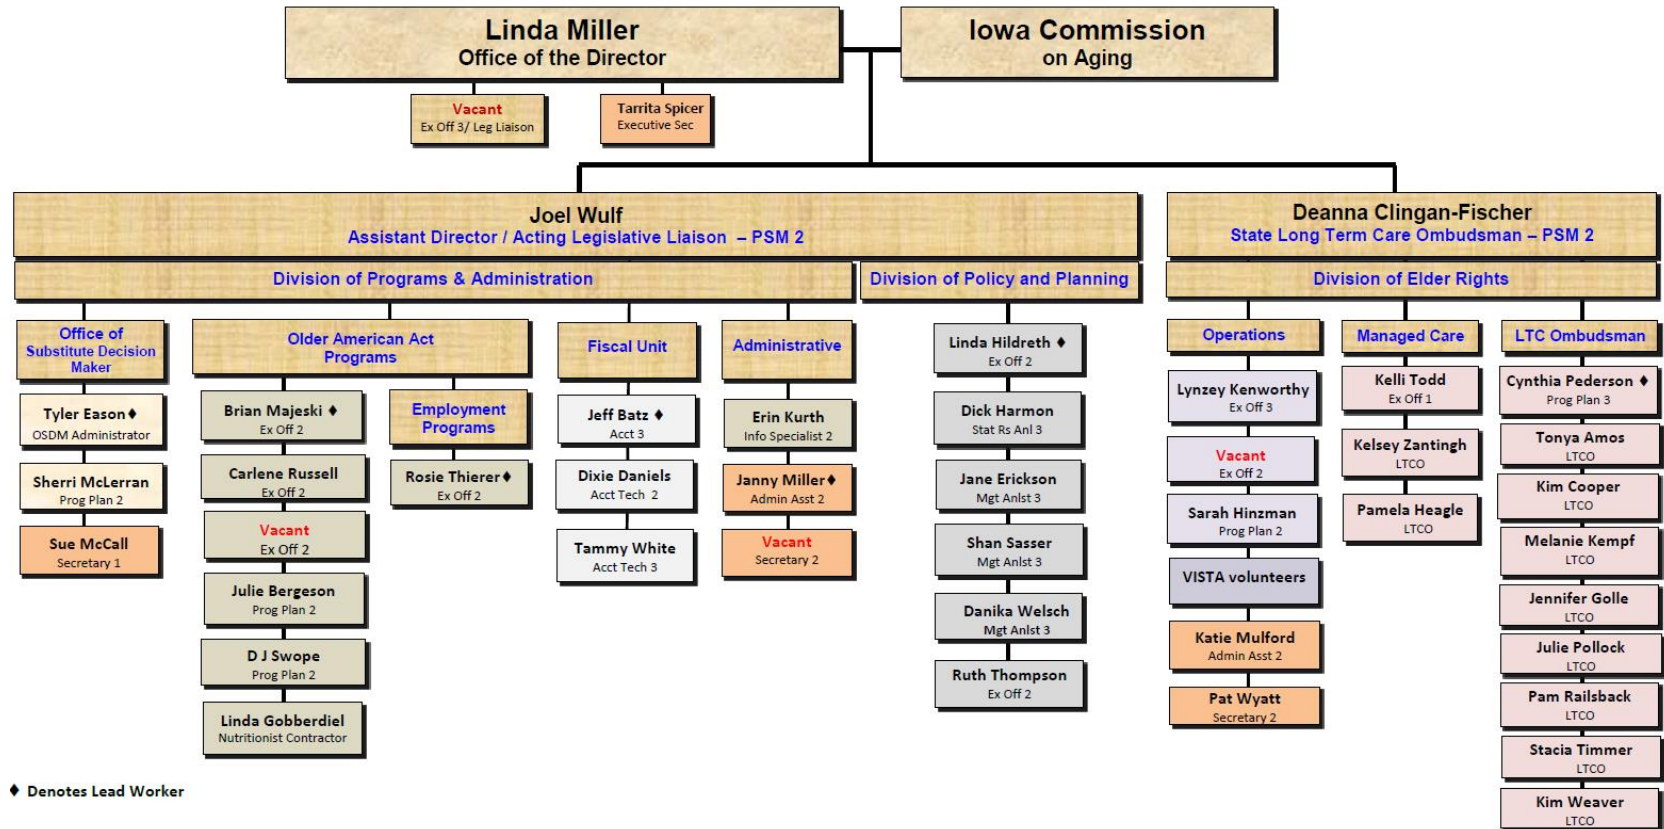 Linda Miller
Office of the Director
Iowa Commission
on Aging
Vacant
Ex Off 3/ Leg Liaison
Tarrita Spicer
Executive Sec
Joel Wulf
Assistant Director / Acting Legislative Liaison – PSM 2
Deanna Clingan-Fischer
State Long Term Care Ombudsman – PSM 2
Division of Programs & Administration
Division of Policy and Planning
Division of Elder Rights
Office of
Substitute Decision
Maker
Tyler Eason♦
OSDM Administrator
Sherri McLerran
Prog Plan 2
Sue McCall
Secretary 1
Older American Act
Programs
Brian Majeski ♦
Ex Off 2
Carlene Russell
Ex Off 2
Vacant
Ex Off 2
Julie Bergeson
Prog Plan 2
D J Swope
Prog Plan 2
Linda Gobberdiel
Nutritionist Contractor
Employment
Programs
Rosie Thierer♦
Ex Off 2
Fiscal Unit
Jeff Batz ♦
Acct 3
Dixie Daniels
Acct Tech 2
Tammy White
Acct Tech 3
Administrative
Erin Kurth
Info Specialist 2
Janny Miller♦
Admin Asst 2
Vacant
Secretary 2
Linda Hildreth ♦
Ex Off 2
Dick Harmon
Stat Rs Anl 3
Jane Erickson
Mgt Anlst 3
Shan Sasser
Mgt Anlst 3
Danika Welsch
Mgt Anlst 3
Ruth Thompson
Ex Off 2
Operations
Lynzey Kenworthy
Ex Off 3
Vacant
Ex Off 2
Sarah Hinzman
Prog Plan 2
VISTA volunteers
Katie Mulford
Admin Asst 2
Pat Wyatt
Secretary 2
Managed Care
Kelli Todd
Ex Off 1
Kelsey Zantingh
LTCO
Pamela Heagle
LTCO
LTC Ombudsman
Cynthia Pederson ♦
Prog Plan 3
Tonya Amos
LTCO
Kim Cooper
LTCO
Melanie Kempf
LTCO
Jennifer Golle
LTCO
Julie Pollock
LTCO
Pam Railsback
LTCO
Stacia Timmer
LTCO
Kim Weaver
LTCO
♦ Denotes Lead Worker